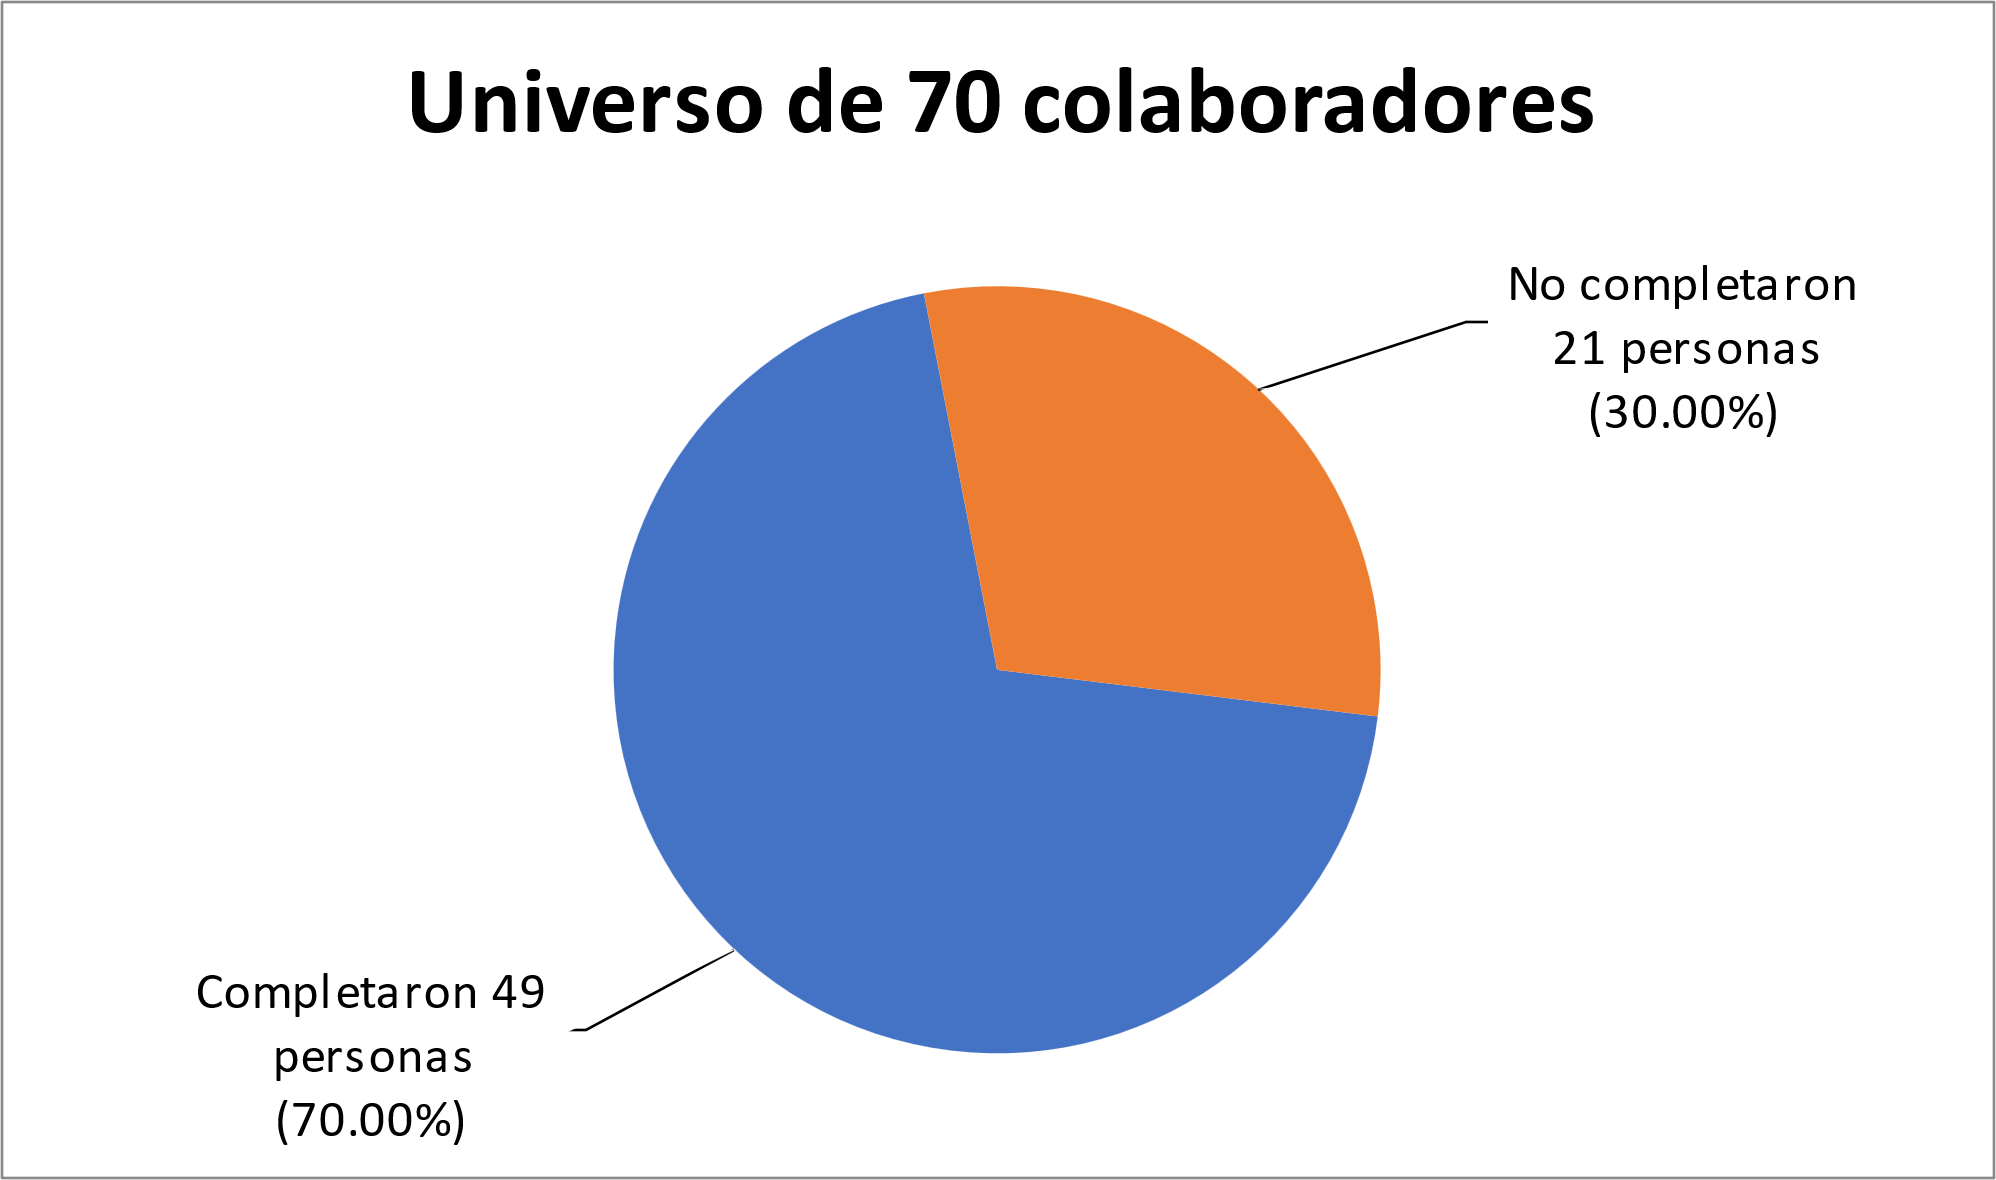 Universo de 70 colaboradores
No completaron
21 personas
(30.00%)
Completaron 49
personas
(70.00%)